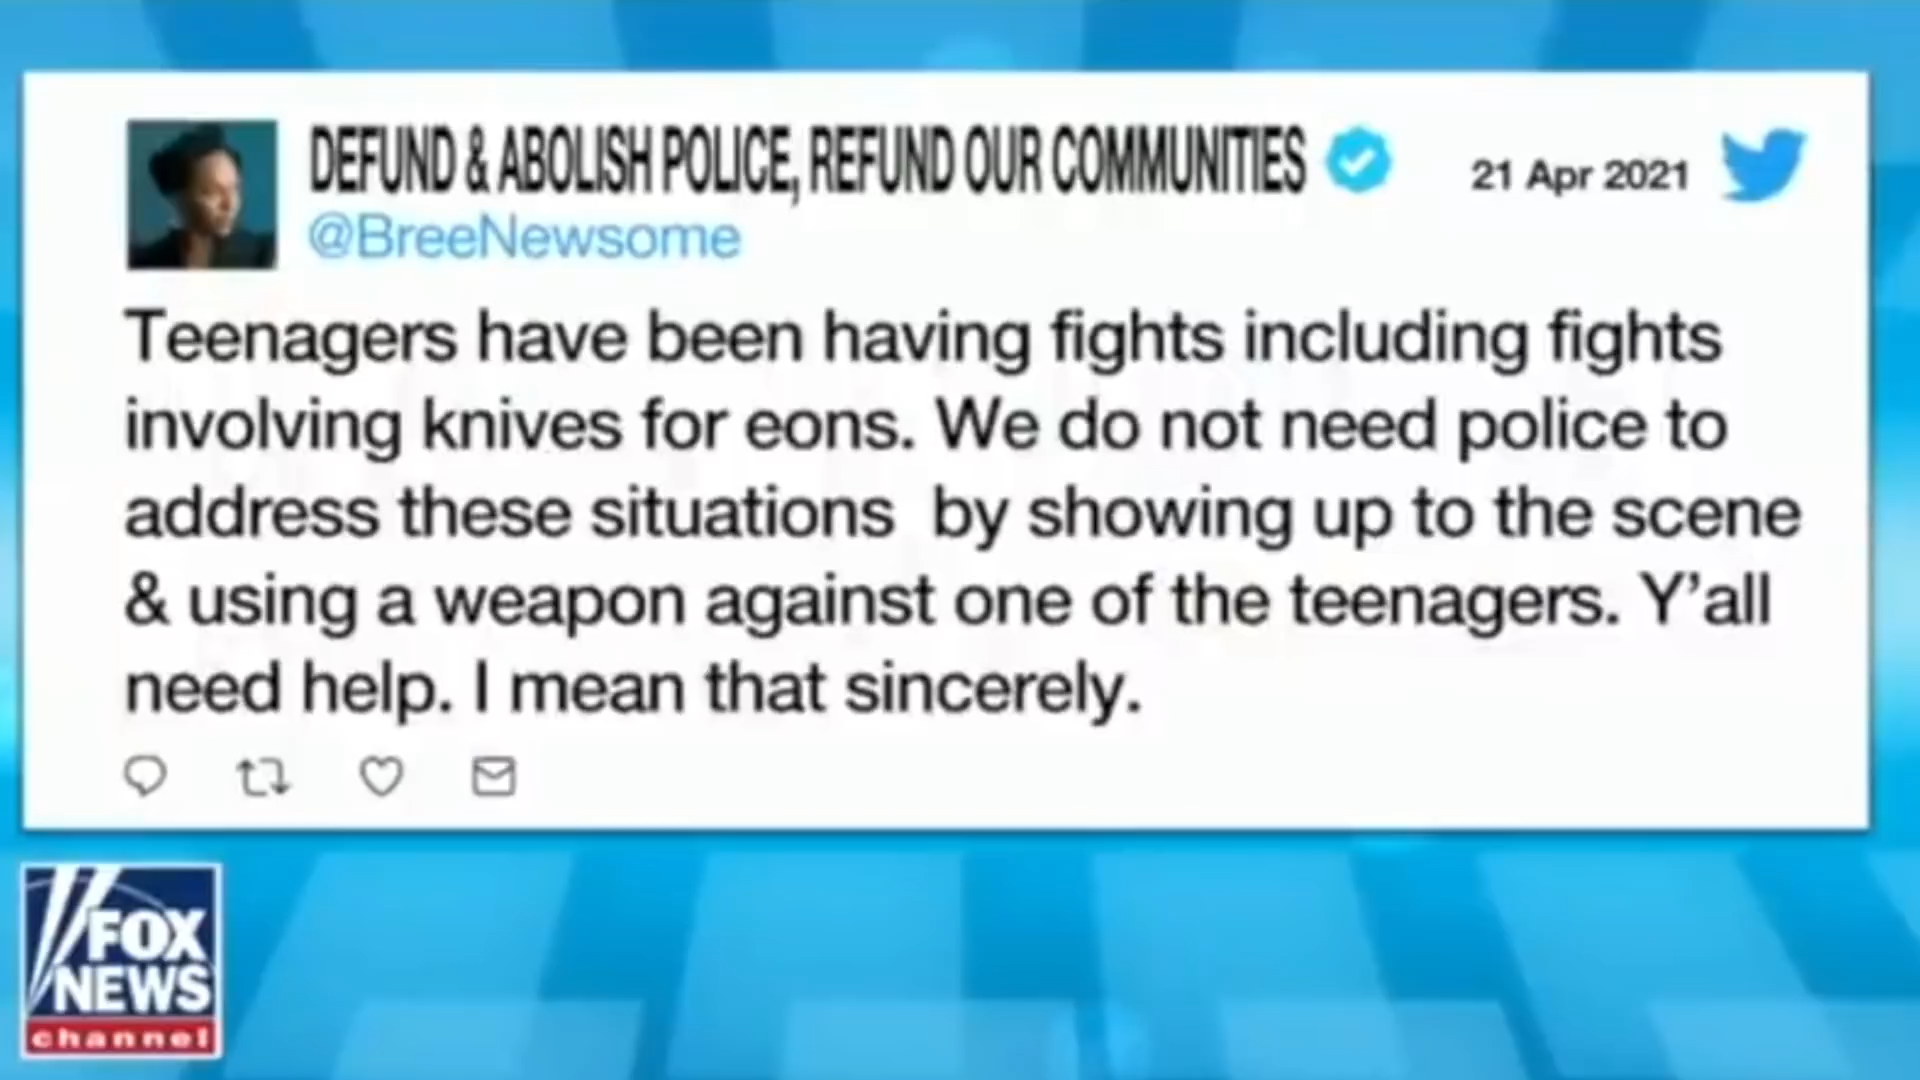 DEFUND & ABOLISH POLICE, REFUND OUR COMMUNITIES
21 Apr 2021
@BreeNewsome
Teenagers have been having fights including fights
involving knives for eons. We do not need police to
address these situations by showing up to the scene
& using a weapon against one of the teenagers. Y'all
need help. I mean that sincerely.
FOX
NEWS
channel